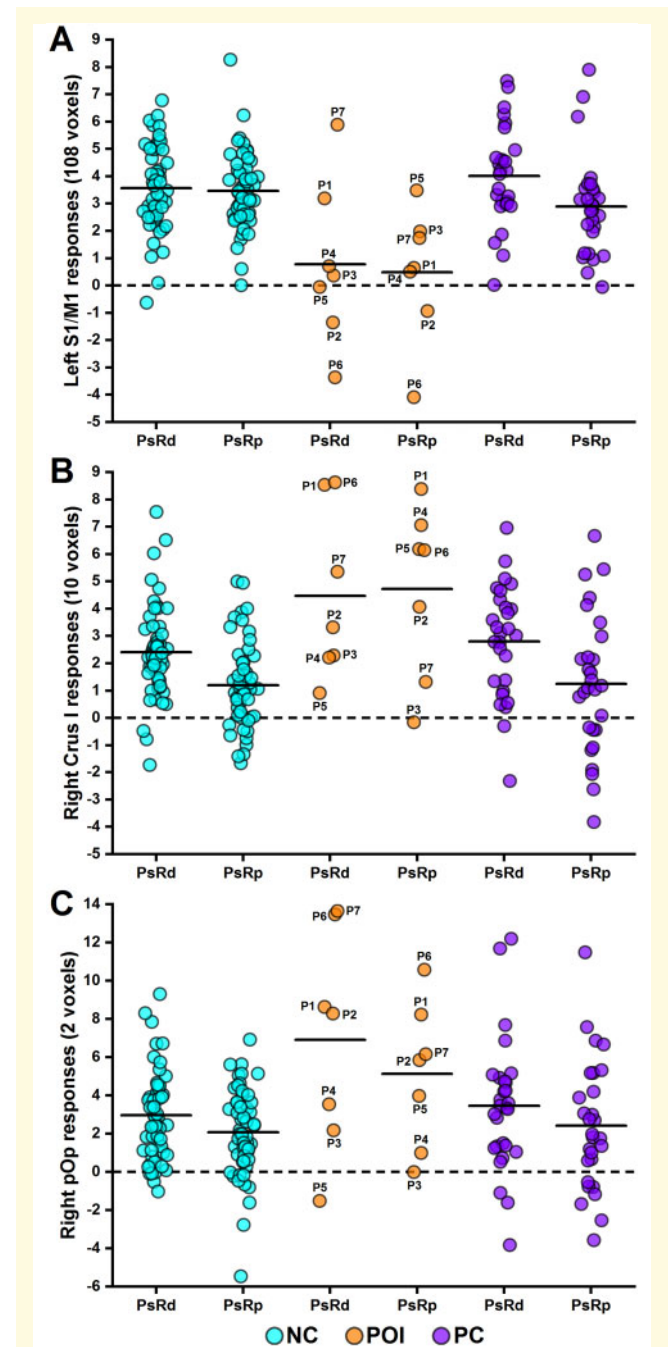 A
Left S1/M1 responses (108 voxels)
9
8
7
6
5
4
3
2
1
0
-1
-2
-3
-4
-5
P7
P1
P4
P3
P5
P2
P6
P5
P3
P7
P1
P4
P2
P6
PsRd PsRp PsRd PsRp PsRd PsRp
B
Right Crus I responses (10 voxels)
9
8
7
6
5
4
3
2
1
0
-1
-2
-3
-4
-5
P1 P6
P7
P2
P4 P3
P5
P1
P4
P5 P6
P2
P7
P3
PsRd PsRp PsRd PsRp PsRd PsRp
C
Right pOp responses (2 voxels)
14
12
10
8
6
4
2
0
-2
-4
-6
P6 P7
P1 P2
P4
P3
P5
P6
P1
P2 P7
P5
P4
P3
PsRd PsRp PsRd PsRp PsRd PsRp
NC POI PC